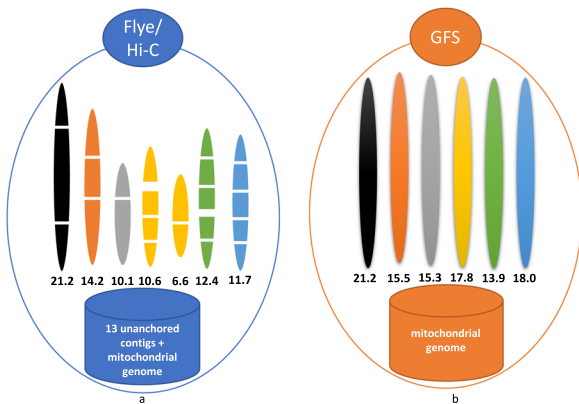 Flye/
Hi-C
21.2 14.2 10.1 10.6 6.6 12.4 11.7
13 unanchored
contigs +
mitochondrial
genome
a
GFS
21.2 15.5 15.3 17.8 13.9 18.0
mitochondrial
genome
b